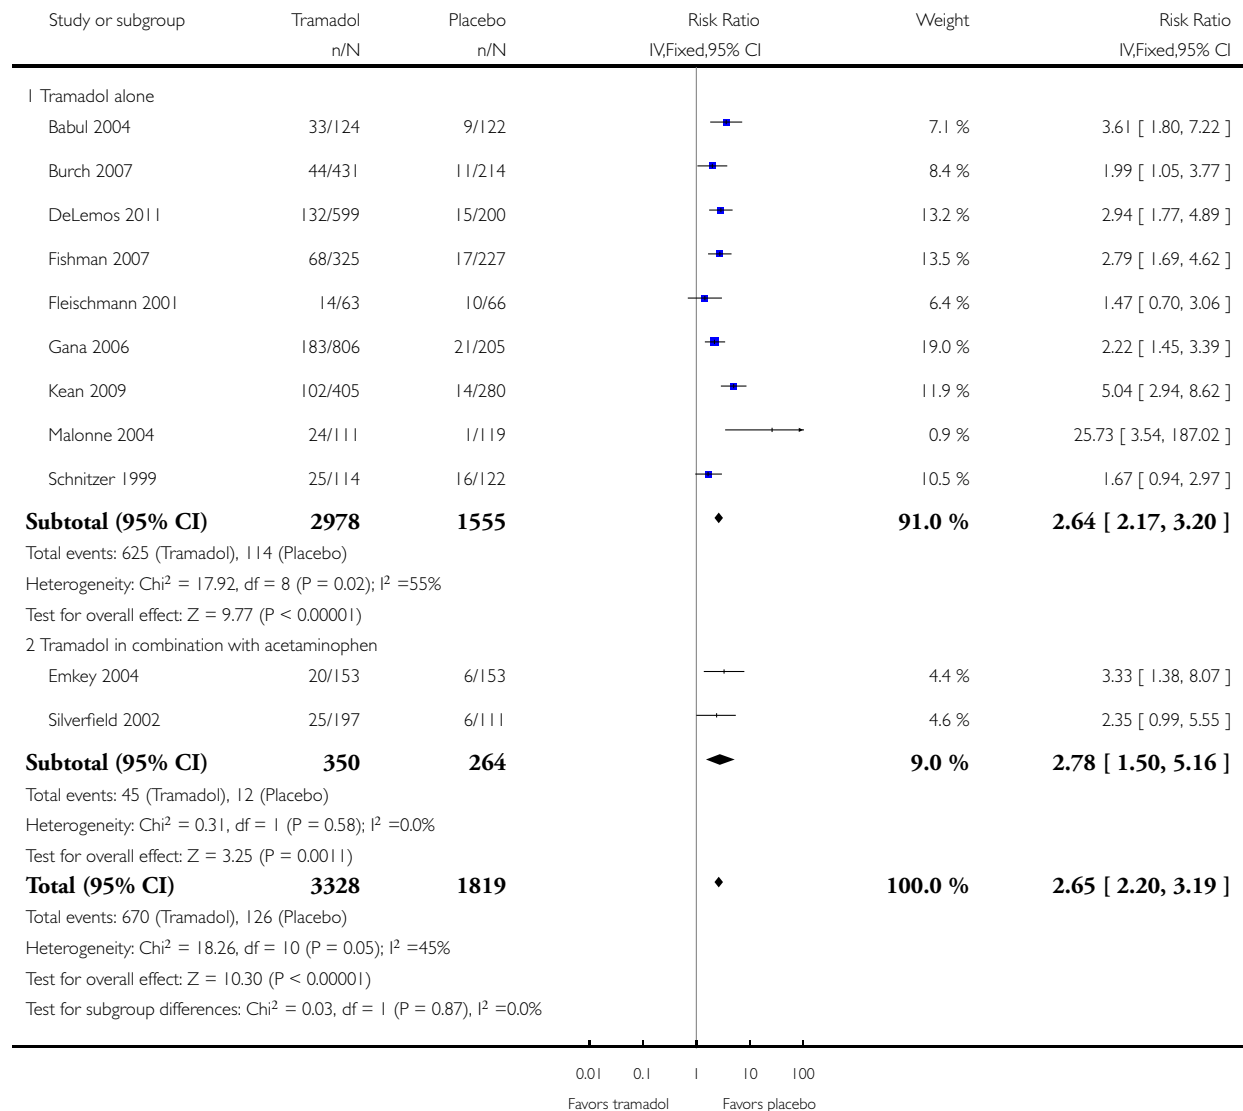 Study or subgroup Tramadol Placebo Risk Ratio Weight Risk Ratio
n/N n/N IV,Fixed,95% CI IV,Fixed,95% CI
1 Tramadol alone
Babul 2004 33/124 9/122 7.1 % 3.61 [ 1.80, 7.22 ]
Burch 2007 44/431 11/214 8.4 % 1.99 [ 1.05, 3.77 ]
DeLemos 2011 132/599 15/200 13.2 % 2.94 [ 1.77, 4.89 ]
Fishman 2007 68/325 17/227 13.5 % 2.79 [ 1.69, 4.62 ]
Fleischmann 2001 14/63 10/66 6.4 % 1.47 [ 0.70, 3.06 ]
Gana 2006 183/806 21/205 19.0 % 2.22 [ 1.45, 3.39 ]
Kean 2009 102/405 14/280 11.9 % 5.04 [ 2.94, 8.62 ]
Malonne 2004 24/111 1/119 0.9 % 25.73 [ 3.54, 187.02 ]
Schnitzer 1999 25/114 16/122 10.5 % 1.67 [ 0.94, 2.97 ]
Subtotal (95% CI) 2978 1555 91.0 % 2.64 [ 2.17, 3.20 ]
Total events: 625 (Tramadol), 114 (Placebo)
Heterogeneity: Chi² = 17.92, df = 8 (P = 0.02); I² =55%
Test for overall effect: Z = 9.77 (P < 0.00001)
2 Tramadol in combination with acetaminophen
Emkey 2004 20/153 6/153 4.4 % 3.33 [ 1.38, 8.07 ]
Silverfield 2002 25/197 6/111 4.6 % 2.35 [ 0.99, 5.55 ]
Subtotal (95% CI) 350 264 9.0 % 2.78 [ 1.50, 5.16 ]
Total events: 45 (Tramadol), 12 (Placebo)
Heterogeneity: Chi² = 0.31, df = 1 (P = 0.58); I² =0.0%
Test for overall effect: Z = 3.25 (P = 0.0011)
Total (95% CI) 3328 1819 100.0 % 2.65 [ 2.20, 3.19 ]
Total events: 670 (Tramadol), 126 (Placebo)
Heterogeneity: Chi² = 18.26, df = 10 (P = 0.05); I² =45%
Test for overall effect: Z = 10.30 (P < 0.00001)
Test for subgroup differences: Chi² = 0.03, df = 1 (P = 0.87), I² =0.0%
0.01 0.1 1 10 100
Favors tramadol Favors placebo